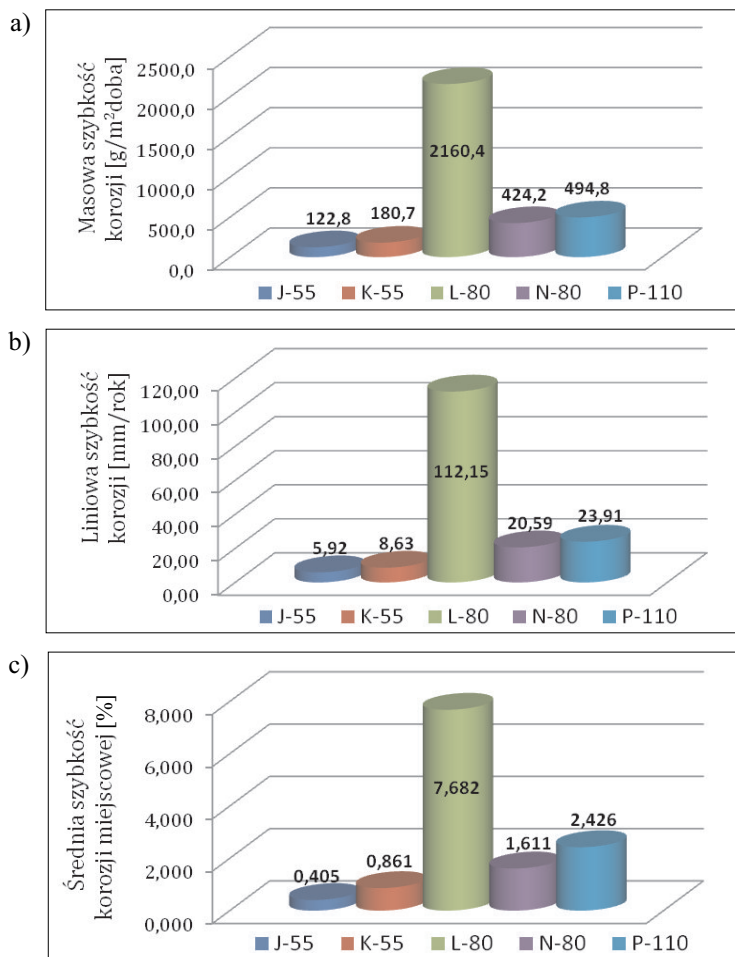 a)
Masowa szybkość
korozji [g/m²doba]
2500,0
2000,0
1500,0
1000,0
500,0
0,0
122,8
180,7
2160,4
424,2
494,8
J-55 K-55 L-80 N-80 P-110
b)
Liniowa szybkość
korozji [mm/rok]
120,00
100,00
80,00
60,00
40,00
20,00
0,00
5,92
8,63
112,15
20,59
23,91
J-55 K-55 L-80 N-80 P-110
c)
Średnia szybkość
korozji miejscowej [%]
8,000
6,000
4,000
2,000
0,000
0,405
0,861
7,682
1,611
2,426
J-55 K-55 L-80 N-80 P-110